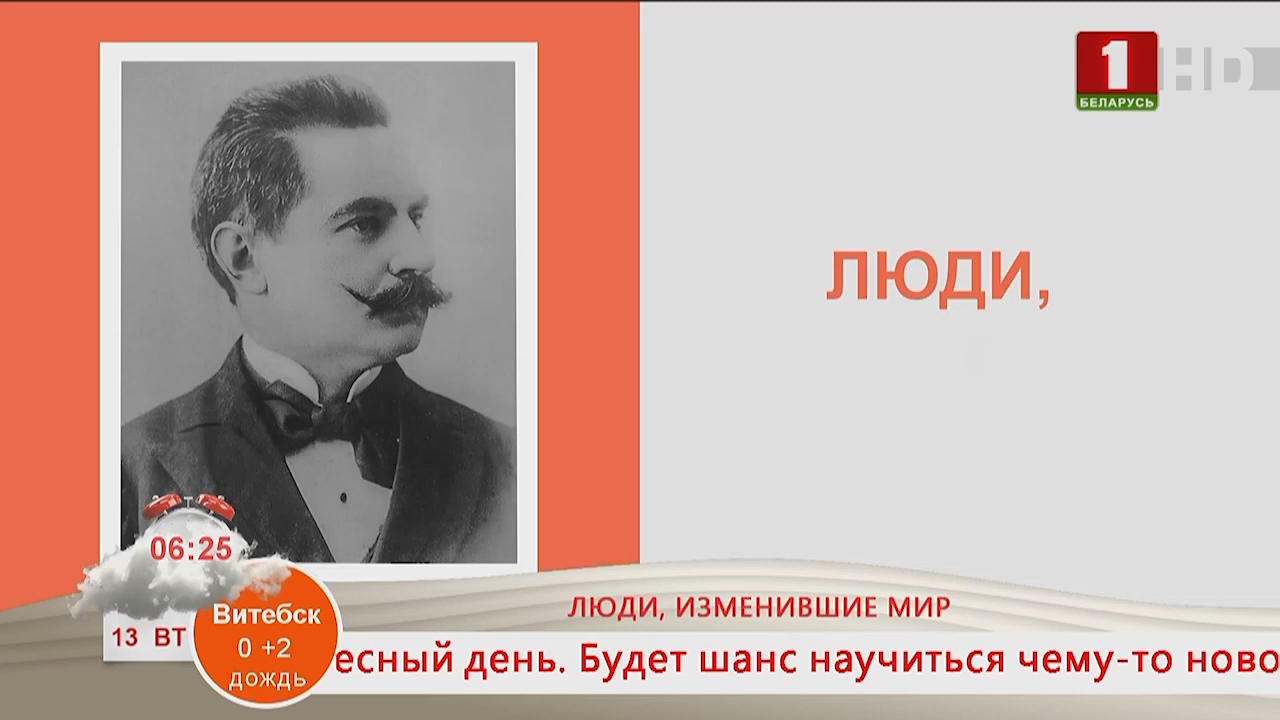 1 HD
БЕЛАРУСЬ
ЛЮДИ,
06:25
13 ВТ
Витебск
0 +2
дождь
ЛЮДИ, ИЗМЕНИВШИЕ МИР
есный день. Будет шанс научиться чему-то ново